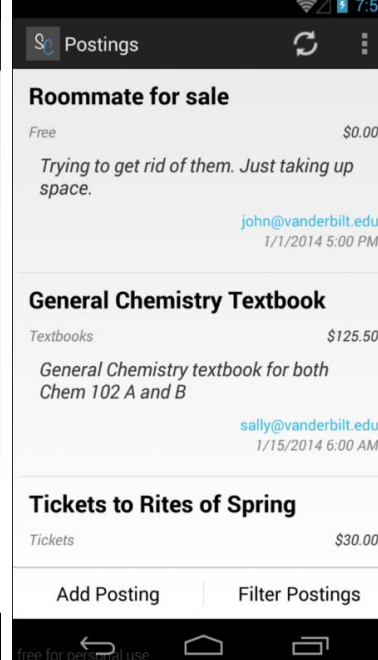 7:5
SC Postings
Roommate for sale
Free $0.00
Trying to get rid of them. Just taking up
space.
john@vanderbilt.edu
1/1/2014 5:00 PM
General Chemistry Textbook
Textbooks $125.50
General Chemistry textbook for both
Chem 102 A and B
sally@vanderbilt.edu
1/15/2014 6:00 AM
Tickets to Rites of Spring
Tickets $30.00
Add Posting Filter Postings
free for personal use